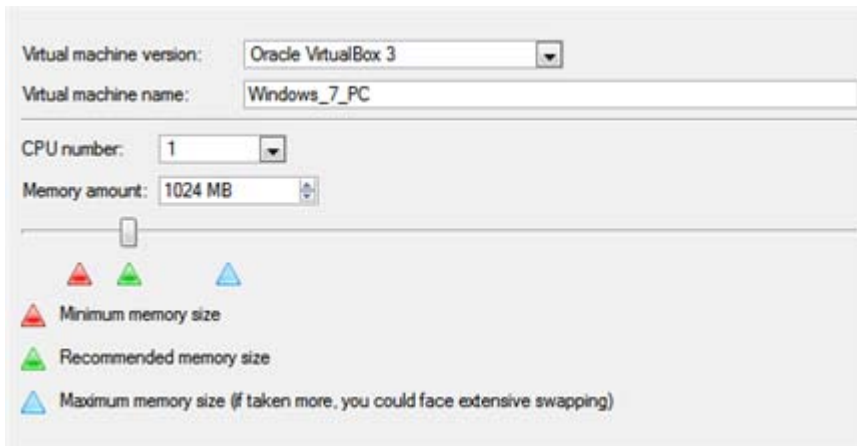 Virtual machine version: Oracle VirtualBox 3
Virtual machine name: Windows_7_PC
CPU number: 1
Memory amount: 1024 MB
Minimum memory size
Recommended memory size
Maximum memory size (if taken more, you could face extensive swapping)